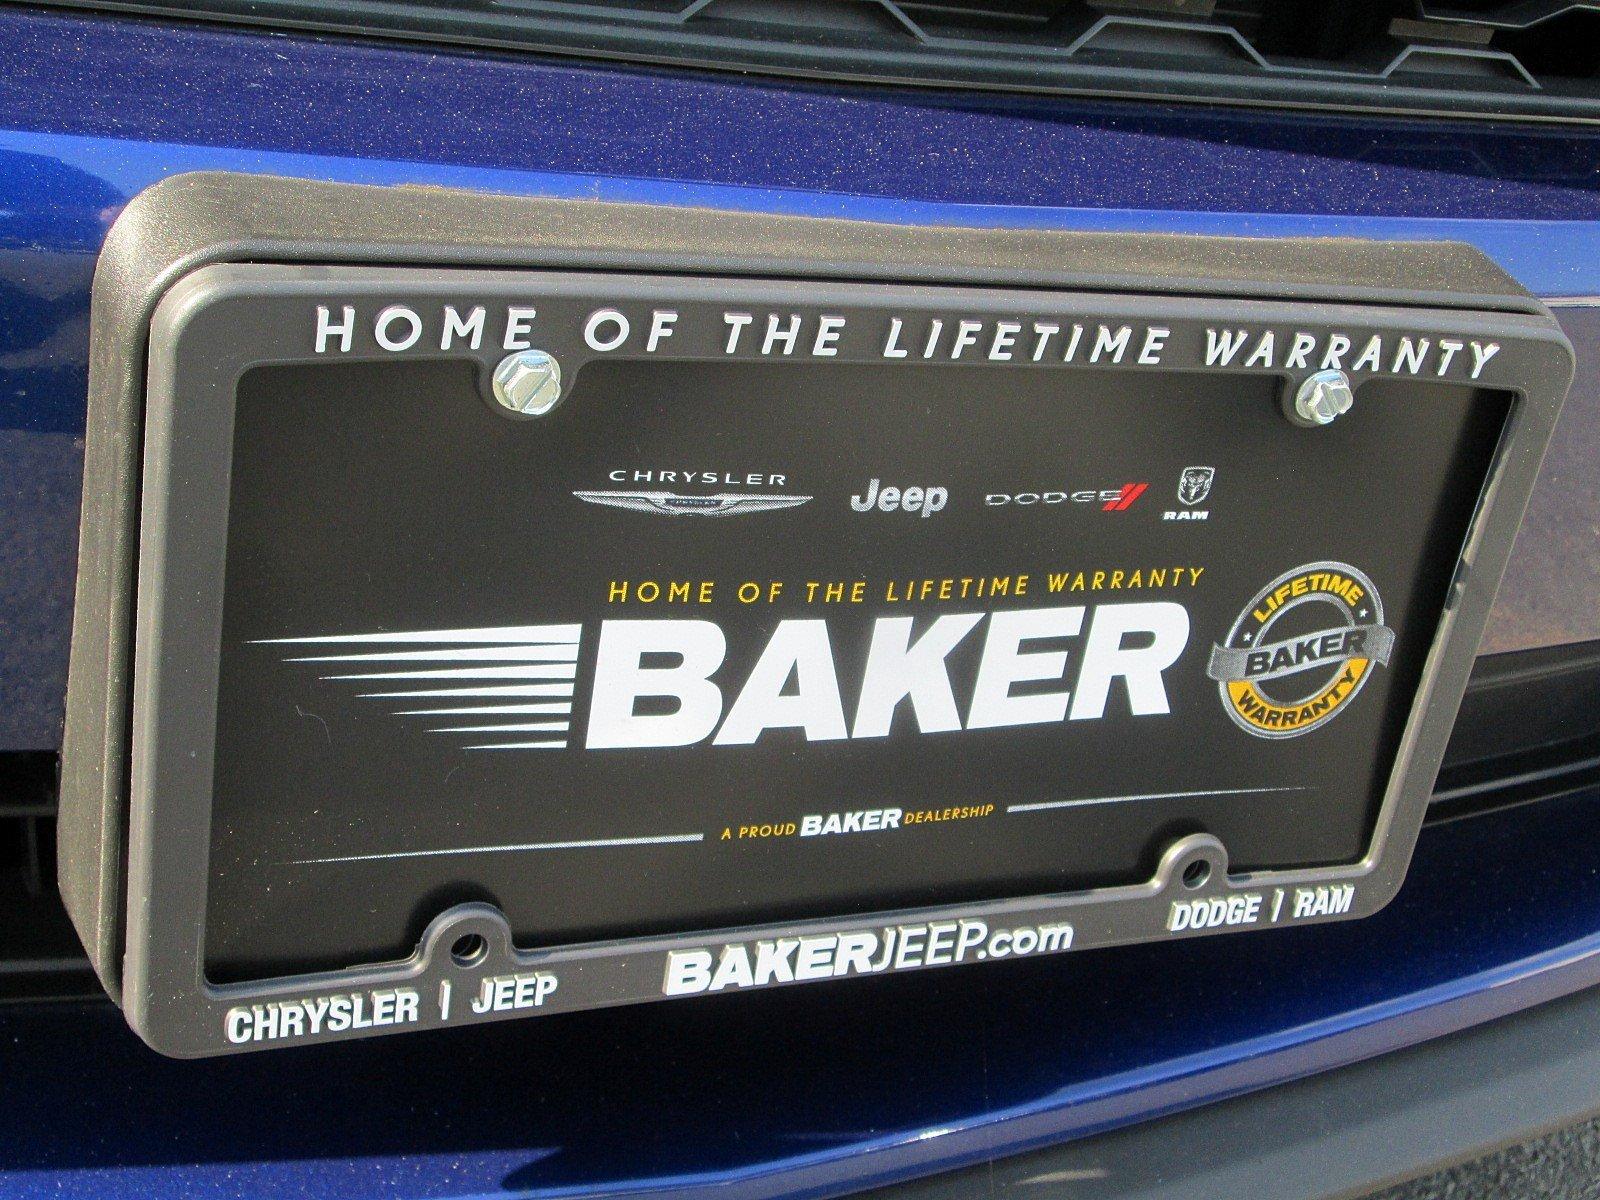 HOME OF THE LIFETIME WARRANTY
CHRYSLER Jeep DODGE RAM
HOME OF THE LIFETIME WARRANTY
BAKER
LIFETIME
BAKER
WARRANTY
A PROUD BAKER DEALERSHIP
CHRYSLER | JEEP BAKERJEEP.com DODGE | RAM